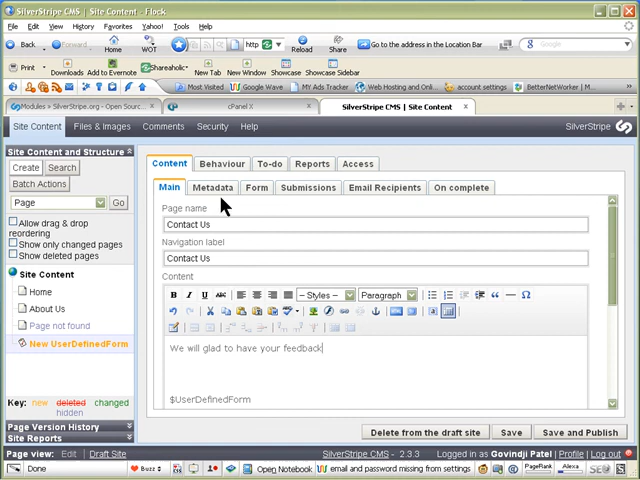 SilverStripe CMS | Site Content - Flock
File Edit View History Favorites Yahoo! Tools Help
Back Forward Home WOT http Reload Share Go to the address in the Location Bar Google
Print Downloads Add to Evernote Shareaholic New Tab New Window Showcase Showcase Sidebar
Most Visited Google Wave MY Ads Tracker Web Hosting and Onli... account settings BetterNetWorker (Al...
Modules » SilverStripe.org - Open Sourc... cPanel X SilverStripe CMS | Site Content
Site Content Files & Images Comments Security Help SilverStripe
Site Content and Structure
Create Search
Batch Actions
Page Go
Allow drag & drop
reordering
Show only changed pages
Show deleted pages
Site Content
Home
About Us
Page not found
New UserDefinedForm
Key: new deleted changed
hidden
Page Version History
Site Reports
Content Behaviour To-do Reports Access
Main Metadata Form Submissions Email Recipients On complete
Page name
Contact Us
Navigation label
Contact Us
Content
B I U ABC - Styles - Paragraph
We will glad to have your feedback
$UserDefinedForm
Delete from the draft site Save Save and Publish
Page view: Edit Draft Site SilverStripe CMS - 2.3.3 Logged in as Govindji Patel | Profile | Log out
Done Buzz Open Notebook email and password missing from settings PageRank Alexa